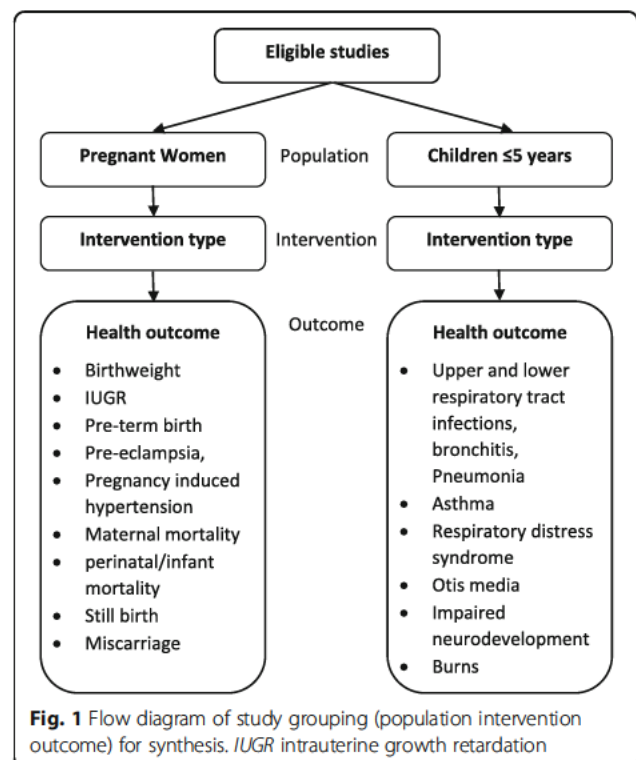 Eligible studies
Pregnant Women
Population
Children ≤5 years
Intervention type
Intervention
Intervention type
Outcome
Health outcome
• Birthweight
• IUGR
• Pre-term birth
• Pre-eclampsia,
• Pregnancy induced
hypertension
• Maternal mortality
• perinatal/infant
mortality
• Still birth
• Miscarriage
Health outcome
• Upper and lower
respiratory tract
infections,
bronchitis,
Pneumonia
• Asthma
• Respiratory distress
syndrome
• Otis media
• Impaired
neurodevelopment
• Burns
Fig. 1 Flow diagram of study grouping (population intervention
outcome) for synthesis. IUGR intrauterine growth retardation